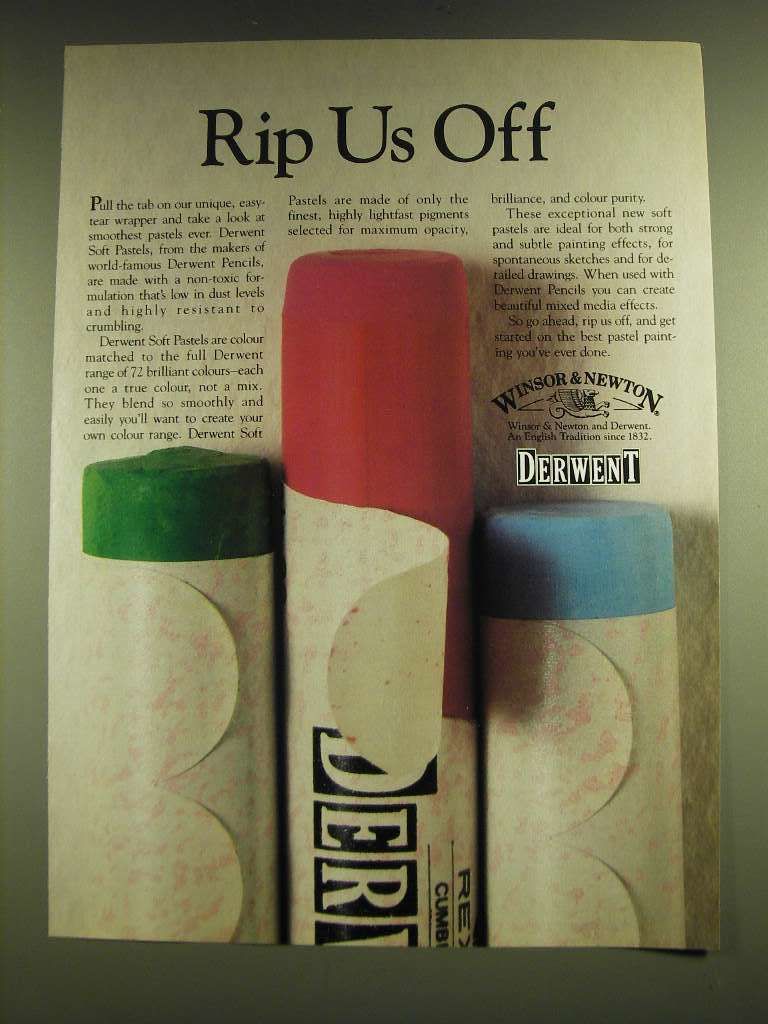 Rip Us Off
Pull the tab on our unique, easy-
tear wrapper and take a look at
smoothest pastels ever. Derwent
Soft Pastels, from the makers of
world-famous Derwent Pencils,
are made with a non-toxic for-
mulation that's low in dust levels
and highly resistant to
crumbling.
Derwent Soft Pastels are colour
matched to the full Derwent
range of 72 brilliant colours—each
one a true colour, not a mix.
They blend so smoothly and
easily you'll want to create your
own colour range. Derwent Soft
Pastels are made of only the
finest, highly lightfast pigments
selected for maximum opacity,
brilliance, and colour purity.
These exceptional new soft
pastels are ideal for both strong
and subtle painting effects, for
spontaneous sketches and for de-
tailed drawings. When used with
Derwent Pencils you can create
beautiful mixed media effects.
So go ahead, rip us off, and get
started on the best pastel paint-
ing you've ever done.
WINSOR & NEWTON®
Winsor & Newton and Derwent.
An English Tradition since 1832.
DERWENT
DER
REX
CUMB